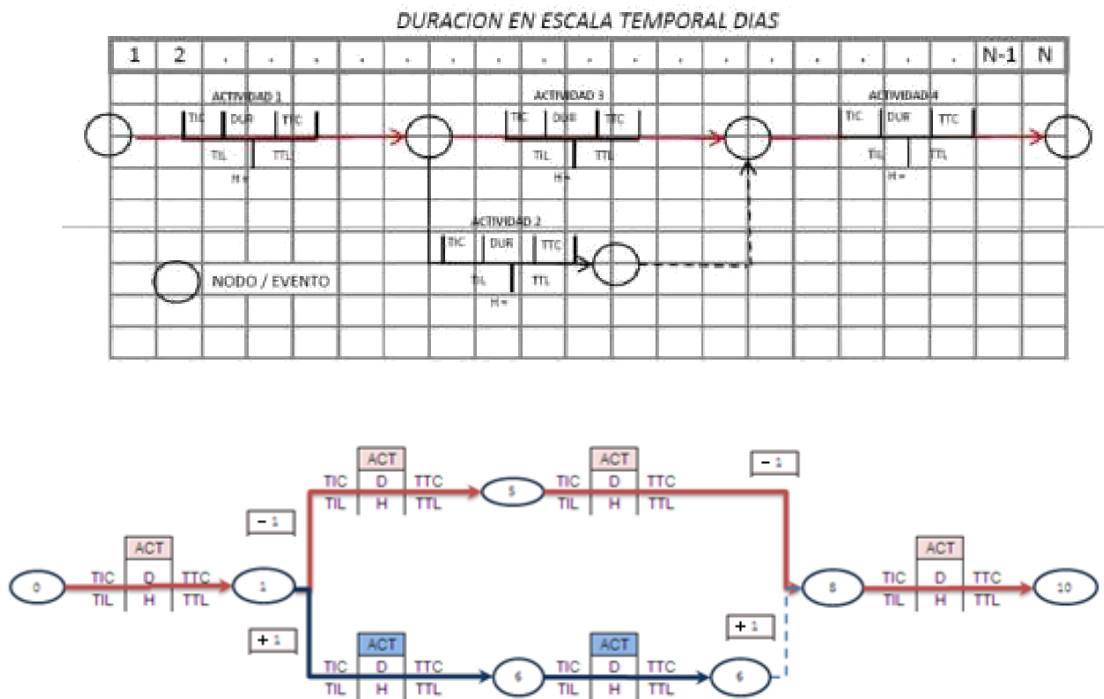 DURACION EN ESCALA TEMPORAL DIAS
1 2 . . . . . . . . . . . . . . . . . N-1 N
ACTIVIDAD 1 ACTIVIDAD 3 ACTIVIDAD 4
TIC DUR TTC TIC DUR TTC TIC DUR TTC
TIL TTL TIL TTL TIL TTL
H = H = H =
ACTIVIDAD 2
TIC DUR TTC
TIL TTL
H =
NODO / EVENTO
ACT ACT
TIC D TTC 5 TIC D TTC
TIL H TTL TIL H TTL
- 1
- 1
ACT ACT
0 TIC D TTC 1 8 TIC D TTC 10
TIL H TTL TIL H TTL
+ 1 + 1
ACT ACT
TIC D TTC 6 TIC D TTC 6
TIL H TTL TIL H TTL